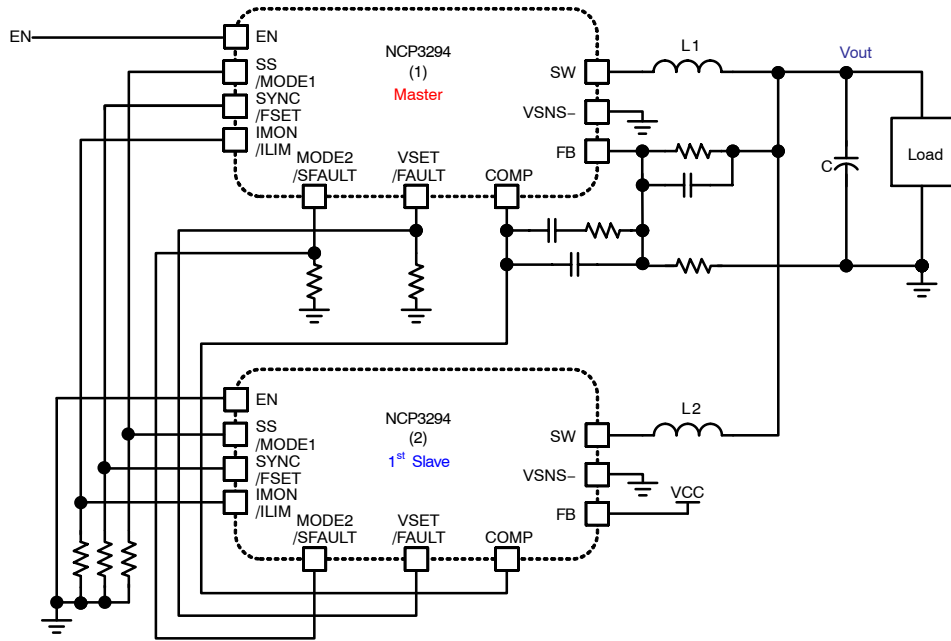 EN
EN
SS
/MODE1
SYNC
/FSET
IMON
/ILIM
NCP3294
(1)
Master
MODE2
/SFAULT
VSET
/FAULT
COMP
SW
VSNS−
FB
L1
Vout
C
Load
EN
SS
/MODE1
SYNC
/FSET
IMON
/ILIM
NCP3294
(2)
1st Slave
MODE2
/SFAULT
VSET
/FAULT
COMP
SW
VSNS−
FB
L2
VCC